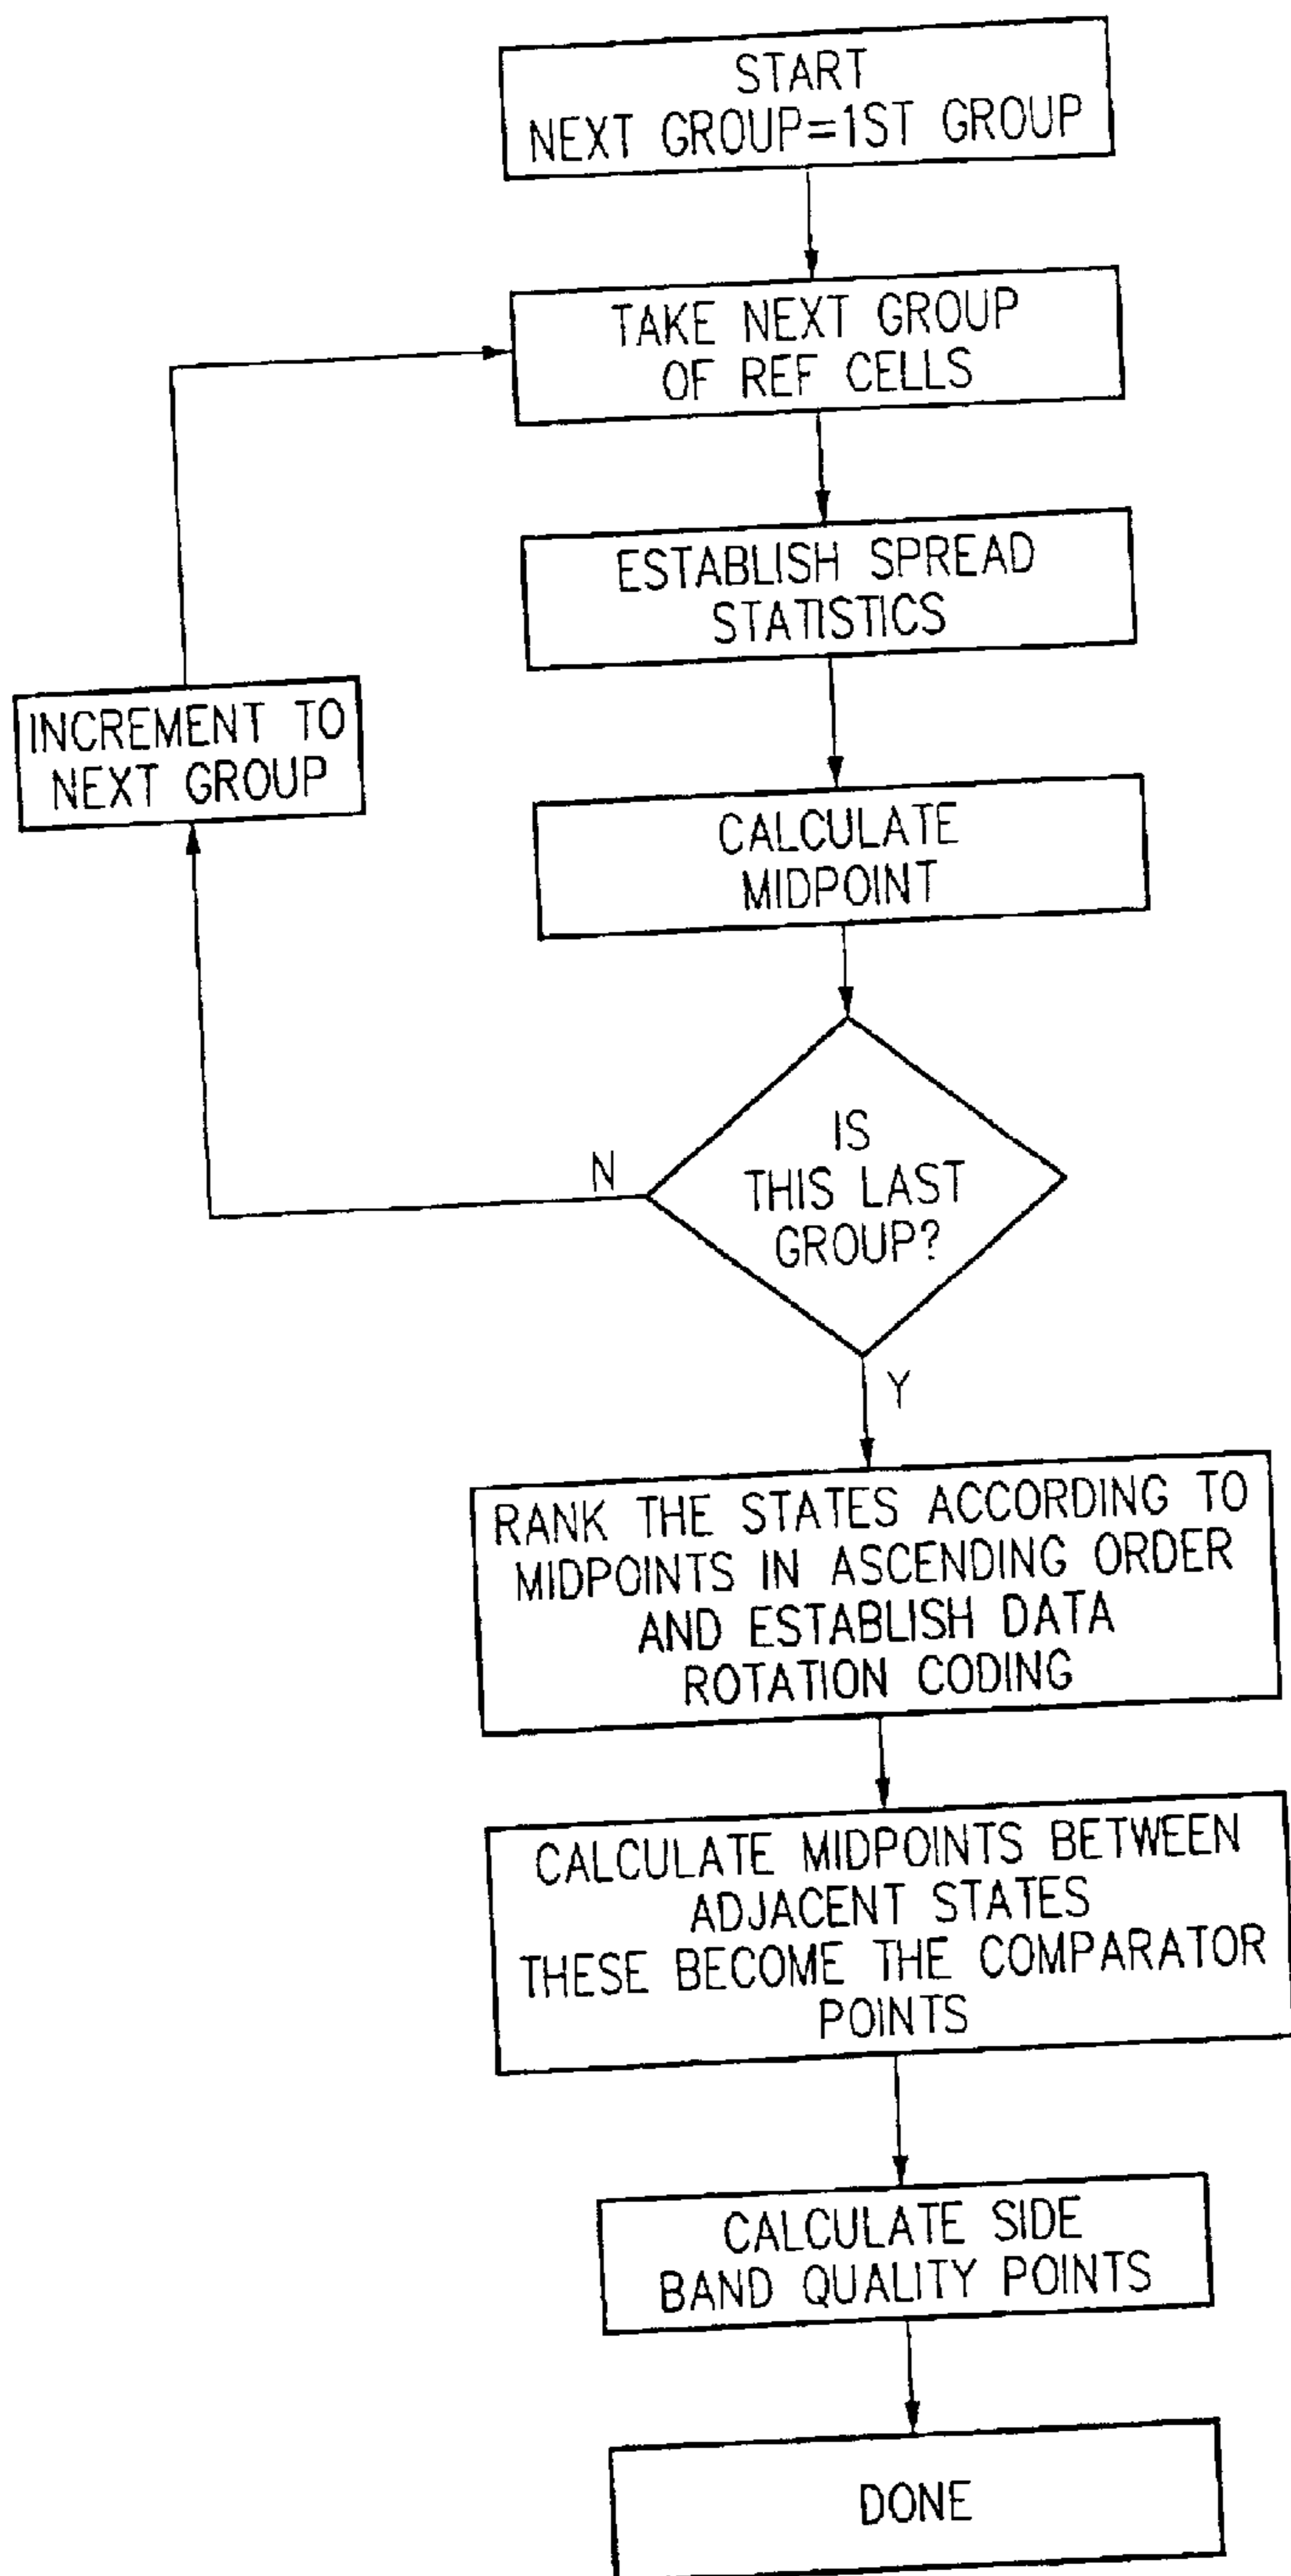 START
NEXT GROUP=1ST GROUP
TAKE NEXT GROUP
OF REF CELLS
ESTABLISH SPREAD
STATISTICS
INCREMENT TO
NEXT GROUP
CALCULATE
MIDPOINT
IS
THIS LAST
GROUP?
N
Y
RANK THE STATES ACCORDING TO
MIDPOINTS IN ASCENDING ORDER
AND ESTABLISH DATA
ROTATION CODING
CALCULATE MIDPOINTS BETWEEN
ADJACENT STATES
THESE BECOME THE COMPARATOR
POINTS
CALCULATE SIDE
BAND QUALITY POINTS
DONE